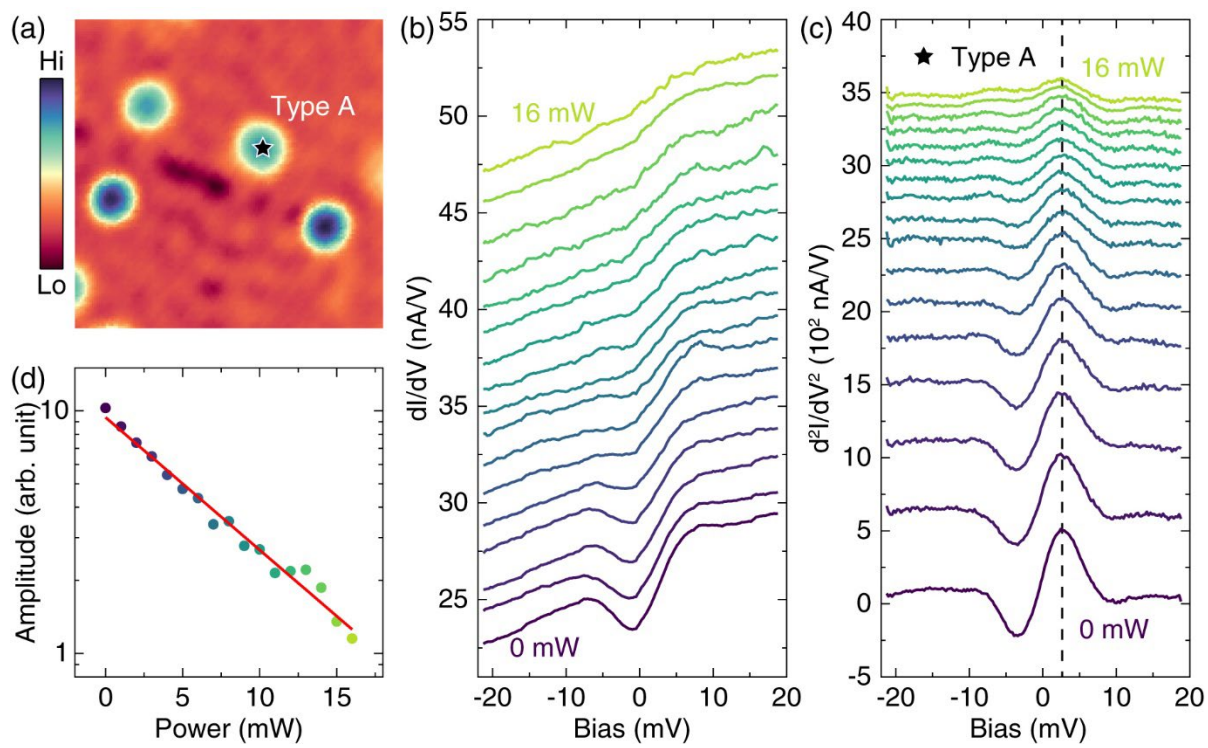 (a)
Hi
Lo
Type A
(b)
55
50
45
40
35
30
25
dI/dV (nA/V)
16 mW
0 mW
-20 -10 0 10 20
Bias (mV)
(c)
40
35
30
25
20
15
10
5
0
-5
d²I/dV² (10² nA/V)
★ Type A
16 mW
0 mW
-20 -10 0 10 20
Bias (mV)
(d)
10
1
Amplitude (arb. unit)
0 5 10 15
Power (mW)